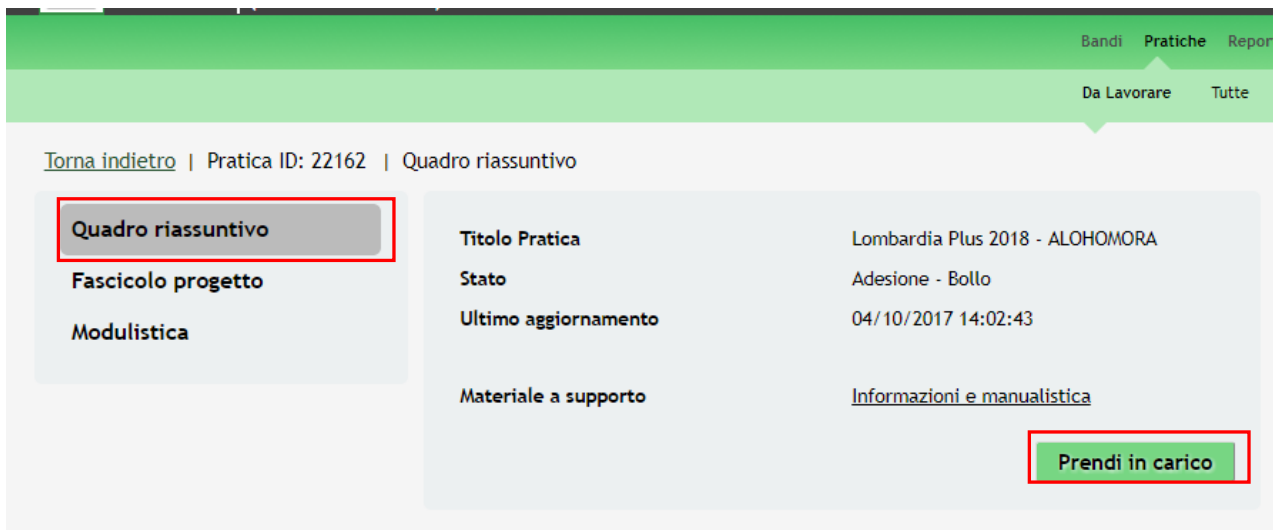 Bandi Pratiche Repor
Da Lavorare Tutte
Torna indietro | Pratica ID: 22162 | Quadro riassuntivo
Quadro riassuntivo
Fascicolo progetto
Modulistica
Titolo Pratica Lombardia Plus 2018 - ALOHOMORA
Stato Adesione - Bollo
Ultimo aggiornamento 04/10/2017 14:02:43
Materiale a supporto Informazioni e manualistica
Prendi in carico